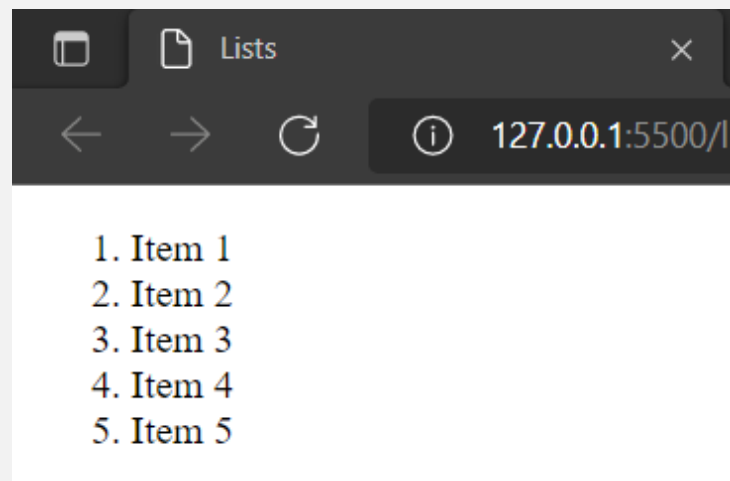 Lists
127.0.0.1:5500/l
1. Item 1
2. Item 2
3. Item 3
4. Item 4
5. Item 5